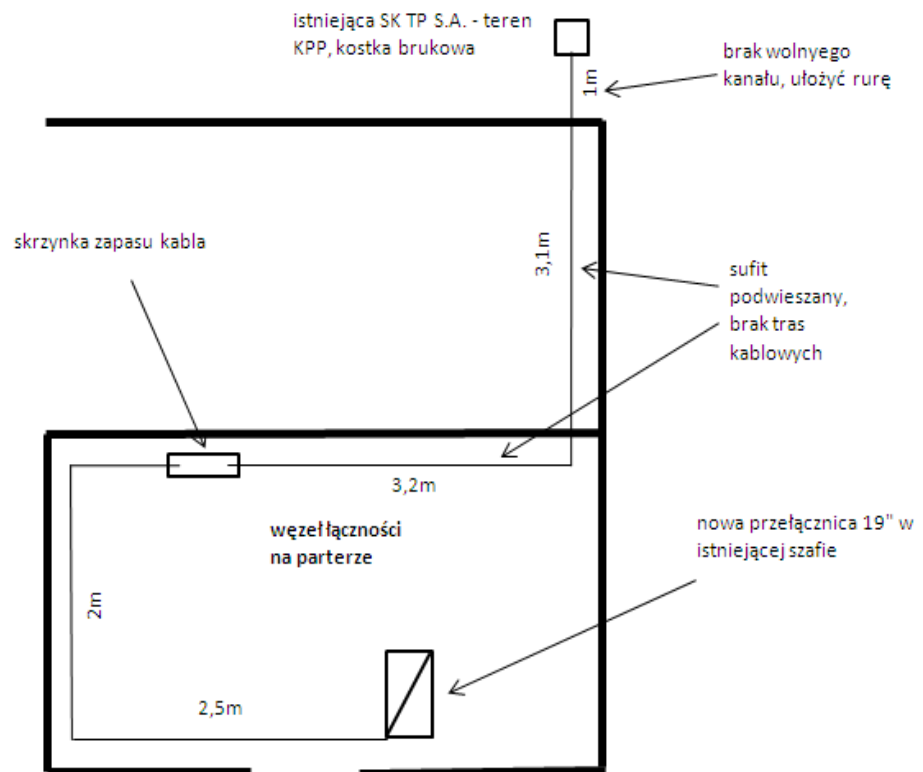 istniejąca SK TP S.A. - teren
KPP, kostka brukowa
brak wolnyego
kanału, ułożyć rurę
1m
skrzynka zapasu kabla
3,1m
sufit
podwieszany,
brak tras
kablowych
3,2m
węzeł łączności
na parterze
nowa przełącznica 19" w
istniejącej szafie
2m
2,5m